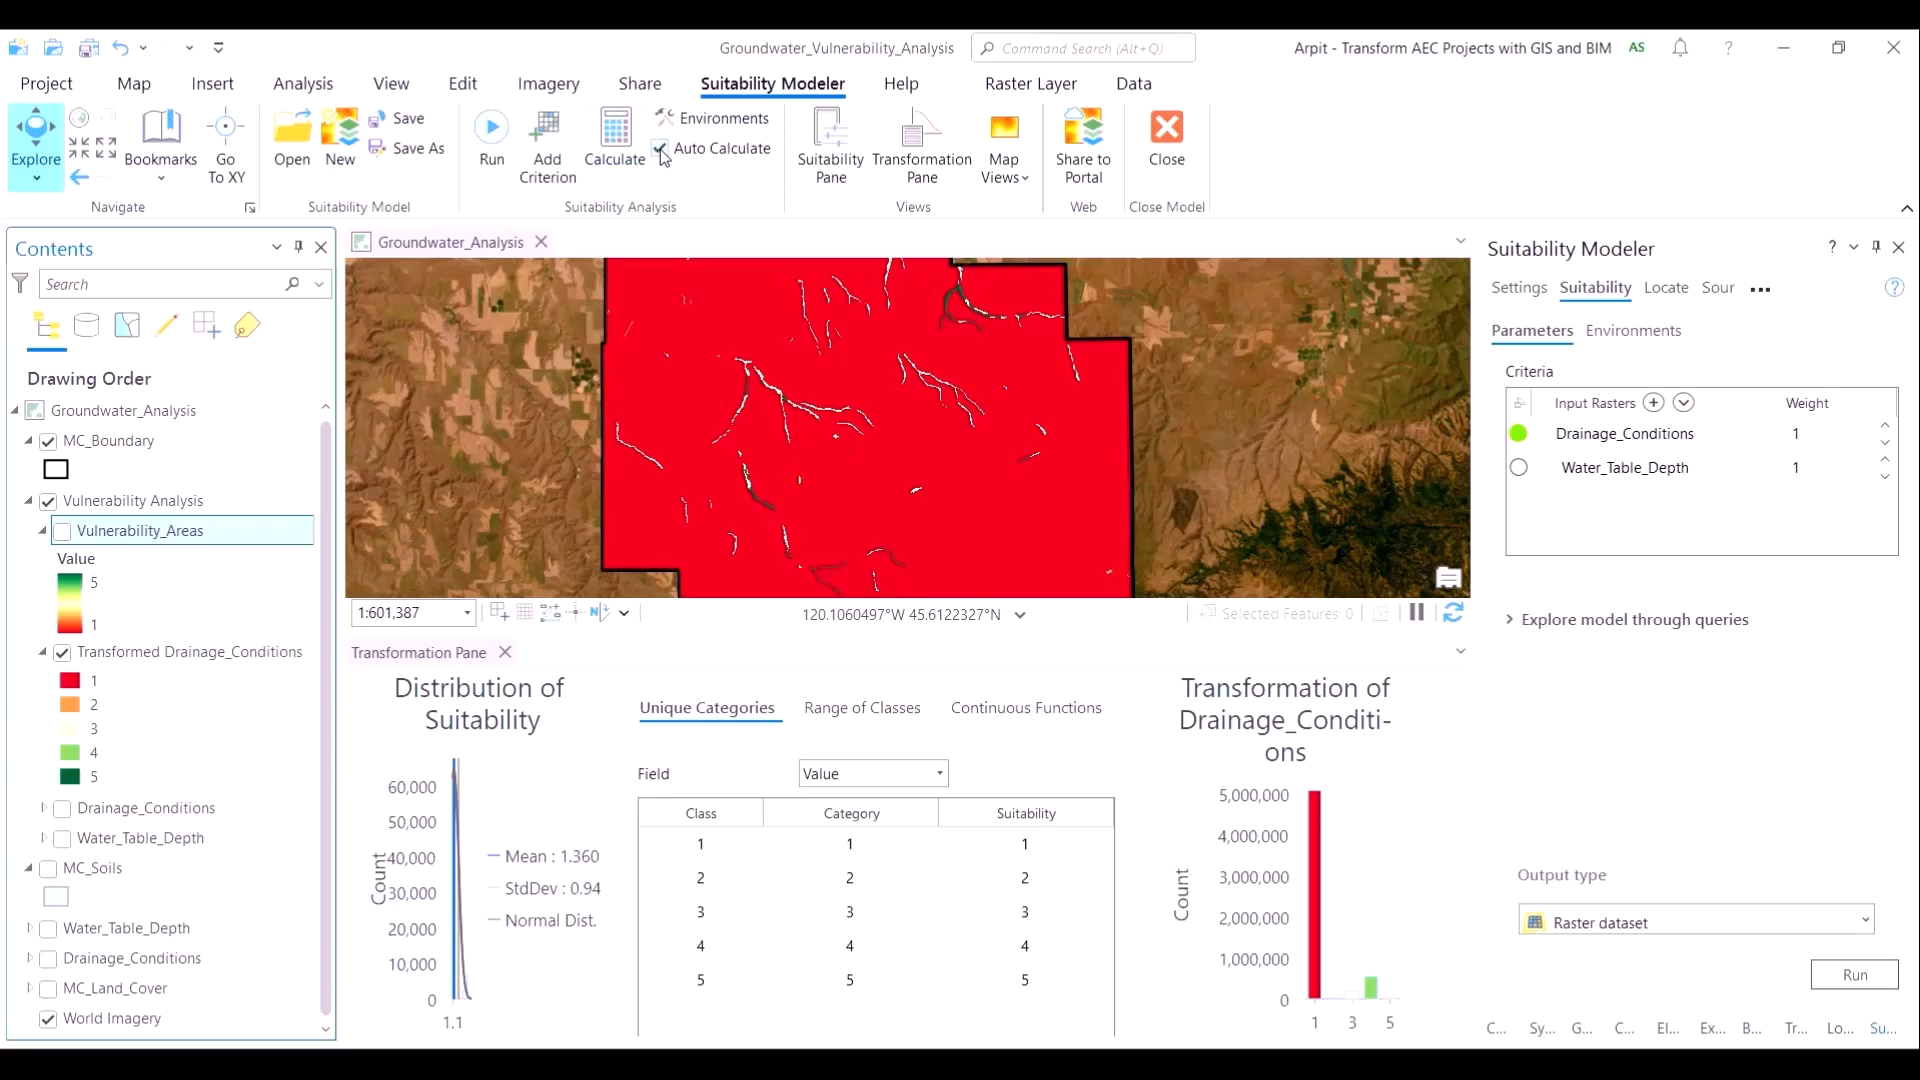 Groundwater_Vulnerability_Analysis
Command Search (Alt+Q)
Arpit - Transform AEC Projects with GIS and BIM
AS
?
Project
Map
Insert
Analysis
View
Edit
Imagery
Share
Suitability Modeler
Help
Raster Layer
Data
Explore
Bookmarks
Go
To XY
Navigate
Open
New
Save
Save As
Suitability Model
Run
Add
Criterion
Calculate
Environments
Auto Calculate
Suitability Analysis
Suitability
Pane
Transformation
Pane
Map
Views
Views
Share to
Portal
Web
Close
Close Model
Contents
Search
Drawing Order
Groundwater_Analysis
MC_Boundary
Vulnerability Analysis
Vulnerability_Areas
Value
5
1
Transformed Drainage_Conditions
1
2
3
4
5
Drainage_Conditions
Water_Table_Depth
MC_Soils
Water_Table_Depth
Drainage_Conditions
MC_Land_Cover
World Imagery
Groundwater_Analysis
1:601,387
120.1060497°W 45.6122327°N
Selected Features: 0
Transformation Pane
Distribution of
Suitability
60,000
50,000
40,000
30,000
20,000
10,000
0
Count
1.1
Mean : 1.360
StdDev : 0.94
Normal Dist.
Unique Categories
Range of Classes
Continuous Functions
Field
Value
Class Category Suitability
1 1 1
2 2 2
3 3 3
4 4 4
5 5 5
Transformation of
Drainage_Conditi-
ons
5,000,000
4,000,000
3,000,000
2,000,000
1,000,000
0
Count
1 3 5
Suitability Modeler
?
Settings
Suitability
Locate
Sour
...
?
Parameters
Environments
Criteria
Input Rasters
Weight
Drainage_Conditions 1
Water_Table_Depth 1
Explore model through queries
Output type
Raster dataset
Run
C...
Sy...
G...
C...
El...
Ex...
B...
Tr...
Lo...
Su...